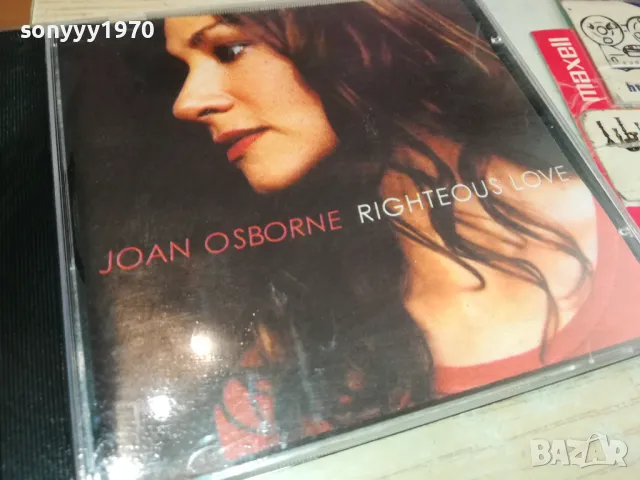 sonyyy1970
maxell
JOAN OSBORNE RIGHTEOUS LOVE
BAZAR